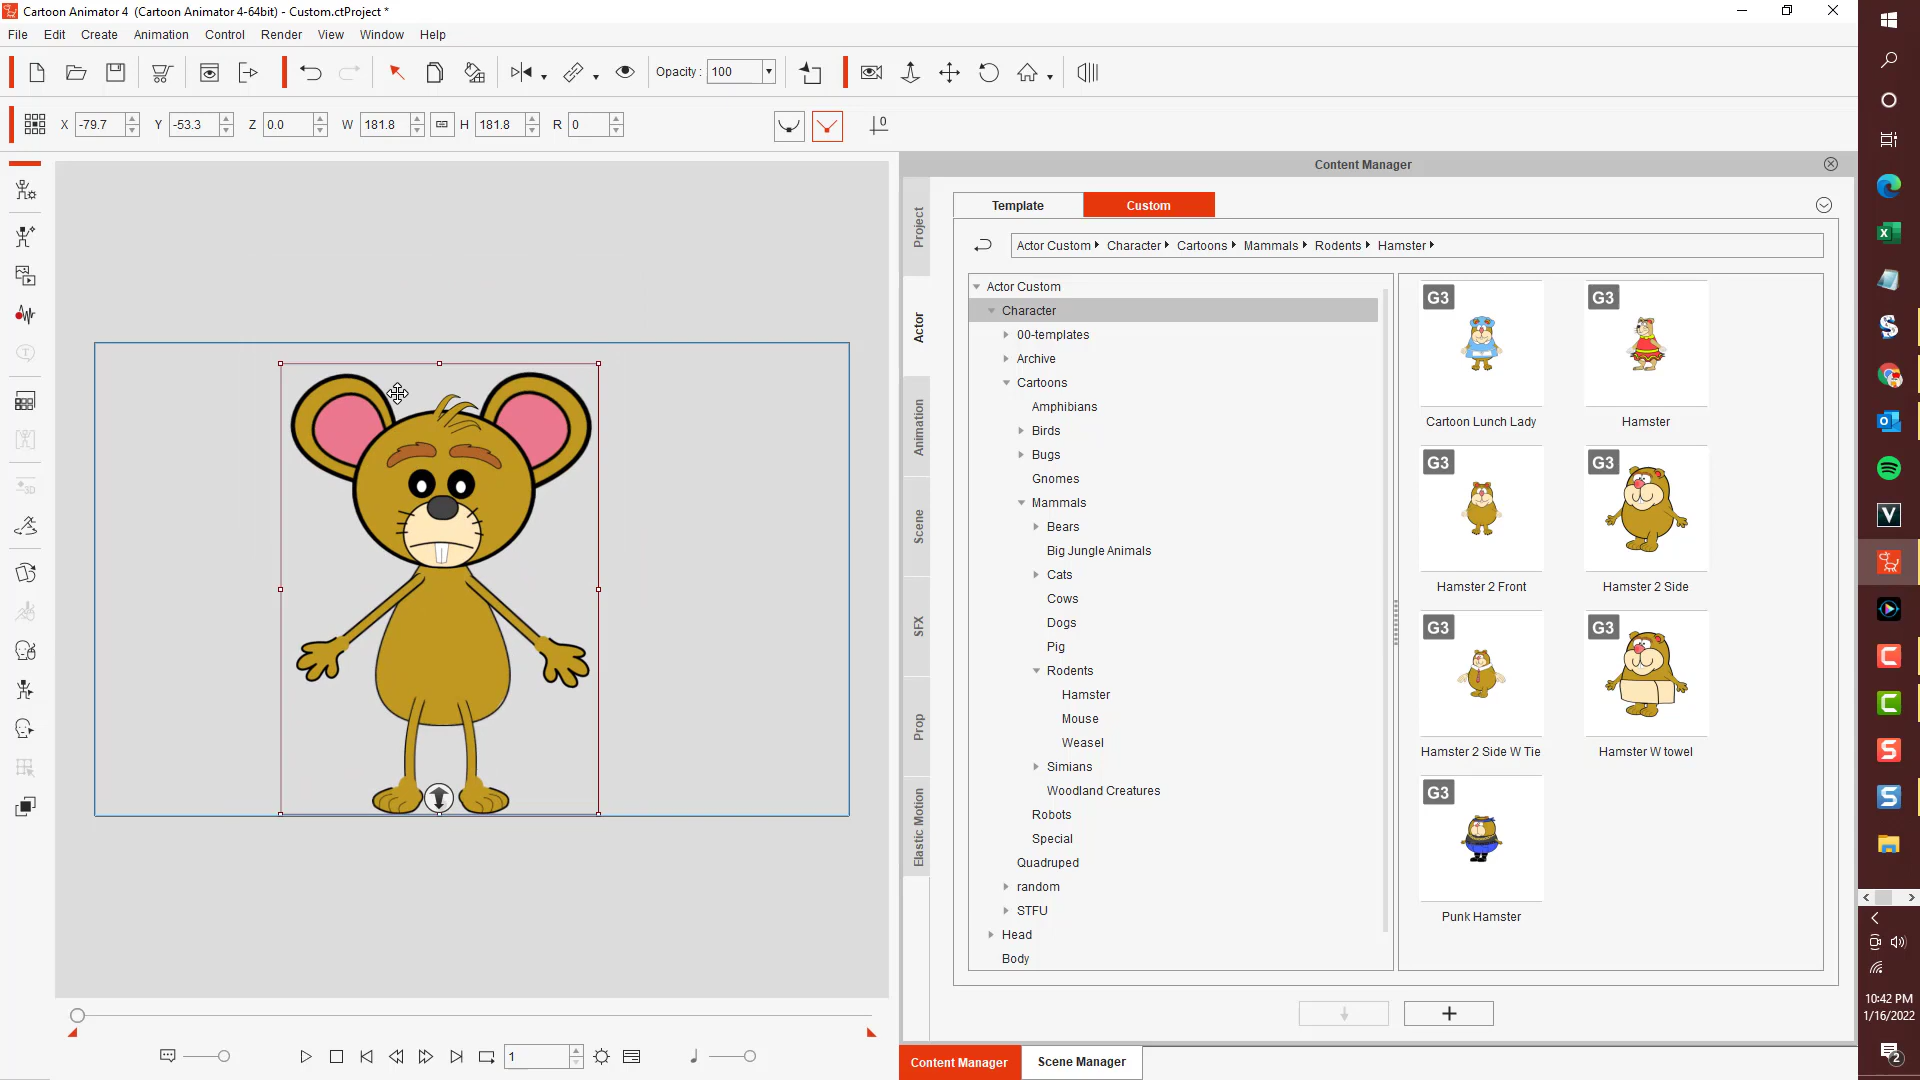 Cartoon Animator 4 (Cartoon Animator 4-64bit) - Custom.ctProject *
File Edit Create Animation Control Render View Window Help
Opacity : 100
X -79.7 Y -53.3 Z 0.0 W 181.8 H 181.8 R 0 0
Content Manager
Template Custom
Actor Custom Character Cartoons Mammals Rodents Hamster
Project
Actor
Animation
Scene
SFX
Prop
Elastic Motion
Actor Custom
Character
00-templates
Archive
Cartoons
Amphibians
Birds
Bugs
Gnomes
Mammals
Bears
Big Jungle Animals
Cats
Cows
Dogs
Pig
Rodents
Hamster
Mouse
Weasel
Simians
Woodland Creatures
Robots
Special
Quadruped
random
STFU
Head
Body
G3 G3
Cartoon Lunch Lady Hamster
G3 G3
Hamster 2 Front Hamster 2 Side
G3 G3
Hamster 2 Side W Tie Hamster W towel
G3
Punk Hamster
3D
1
Content Manager Scene Manager
10:42 PM
1/16/2022
2